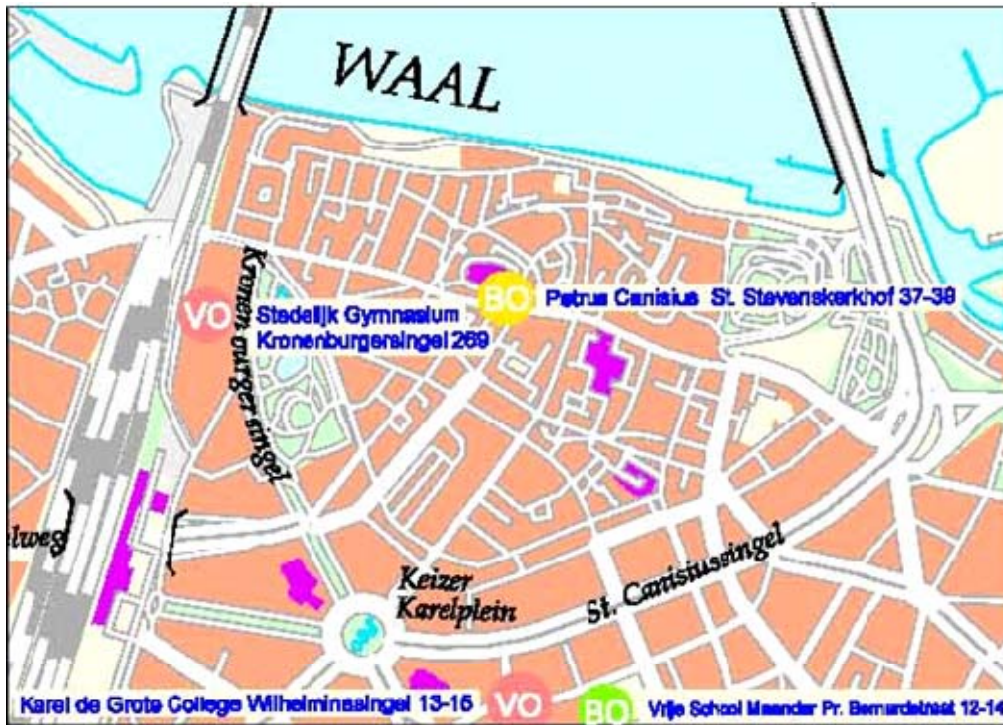 WAAL
Kronenburgersingel
VO
Stedelijk Gymnasium
Kronenburgersingel 269
BO
Petrus Canisius St. Stevenskerkhof 37-39
elweg
Keizer
Karelplein
St. Canisiussingel
Karel de Grote College Wilhelminasingel 13-15
VO
BO
Vrije School Meander Pr. Bernardstraat 12-14